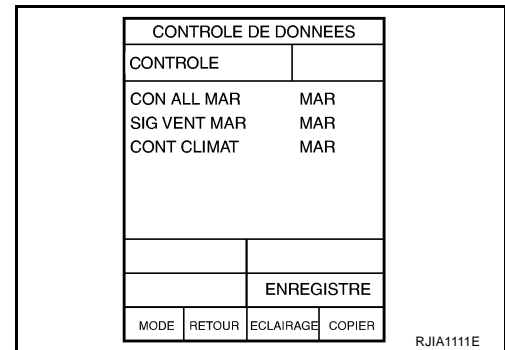 CONTROLE DE DONNEES
CONTROLE
CON ALL MAR MAR
SIG VENT MAR MAR
CONT CLIMAT MAR
ENREGISTRE
MODE RETOUR ECLAIRAGE COPIER
RJIA1111E